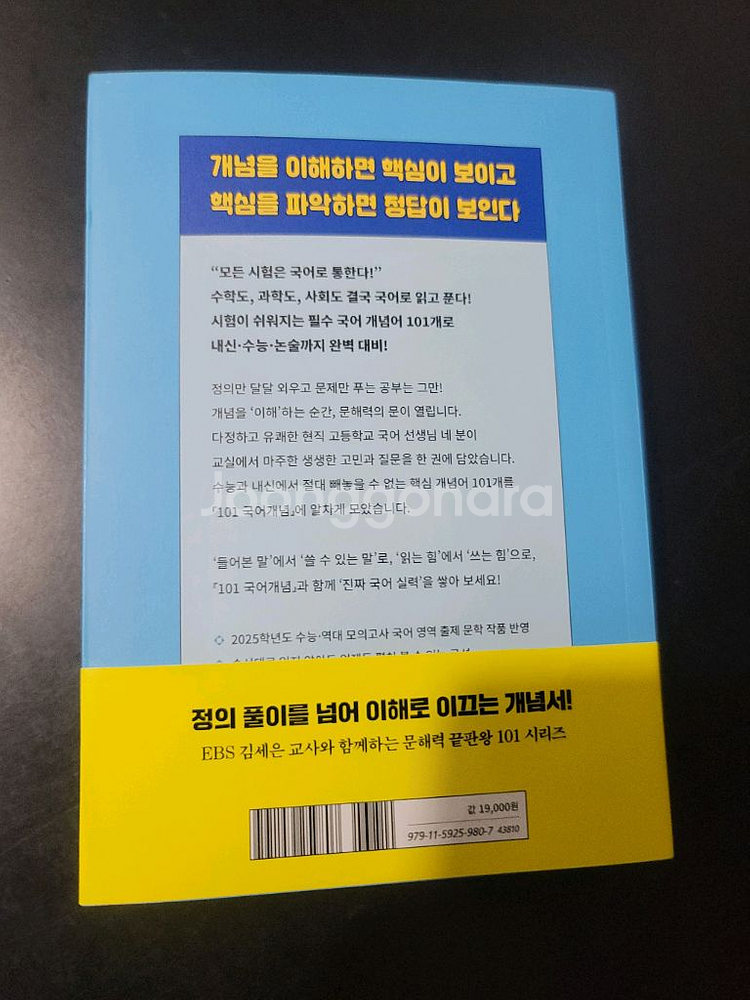 개념을 이해하면 핵심이 보이고
핵심을 파악하면 정답이 보인다
“모든 시험은 국어로 통한다!”
수학도, 과학도, 사회도 결국 국어로 읽고 푼다!
시험이 쉬워지는 필수 국어 개념어 101개로
내신·수능·논술까지 완벽 대비!
정의만 달달 외우고 문제만 푸는 공부는 그만!
개념을 ‘이해’하는 순간, 문해력의 문이 열립니다.
다정하고 유쾌한 현직 고등학교 국어 선생님 네 분이
교실에서 마주한 생생한 고민과 질문을 한 권에 담았습니다.
수능과 내신에서 절대 빼놓을 수 없는 핵심 개념어 101개를
『101 국어개념』에 알차게 모았습니다.
Joonggonara
‘들어본 말’에서 ‘쓸 수 있는 말’로, ‘읽는 힘’에서 ‘쓰는 힘’으로,
『101 국어개념』과 함께 ‘진짜 국어 실력’을 쌓아 보세요!
2025학년도 수능·역대 모의고사 국어 영역 출제 문학 작품 반영
정의 풀이를 넘어 이해로 이끄는 개념서!
EBS 김세은 교사와 함께하는 문해력 끝판왕 101 시리즈
값 19,000원
979-11-5925-980-7 43810